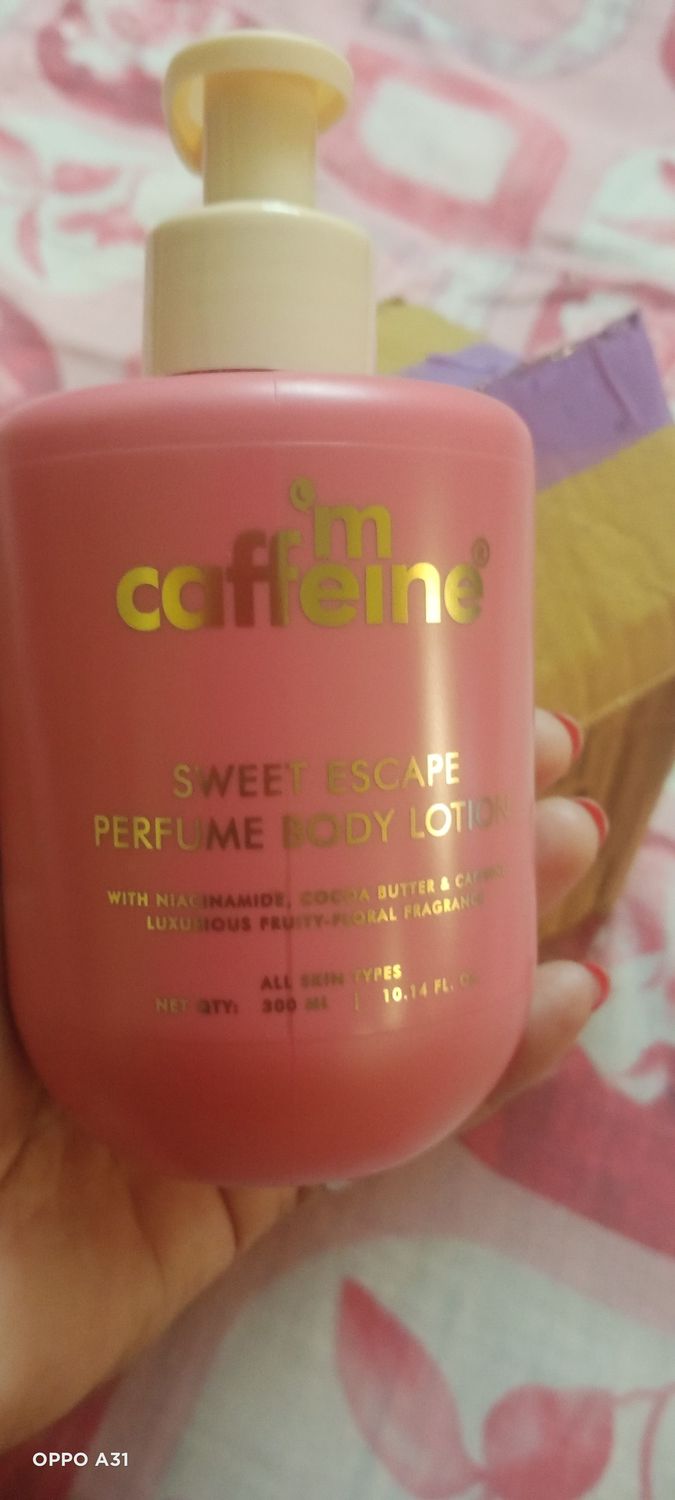 'm
caffeine®
SWEET ESCAPE
PERFUME BODY LOTION
WITH NIACINAMIDE, COCOA BUTTER &
LUXURIOUS FRUITY-FLORAL FRAGRANCE
ALL SKIN TYPES
NET QTY: 300 ML | 10.14 FL.
OPPO A31